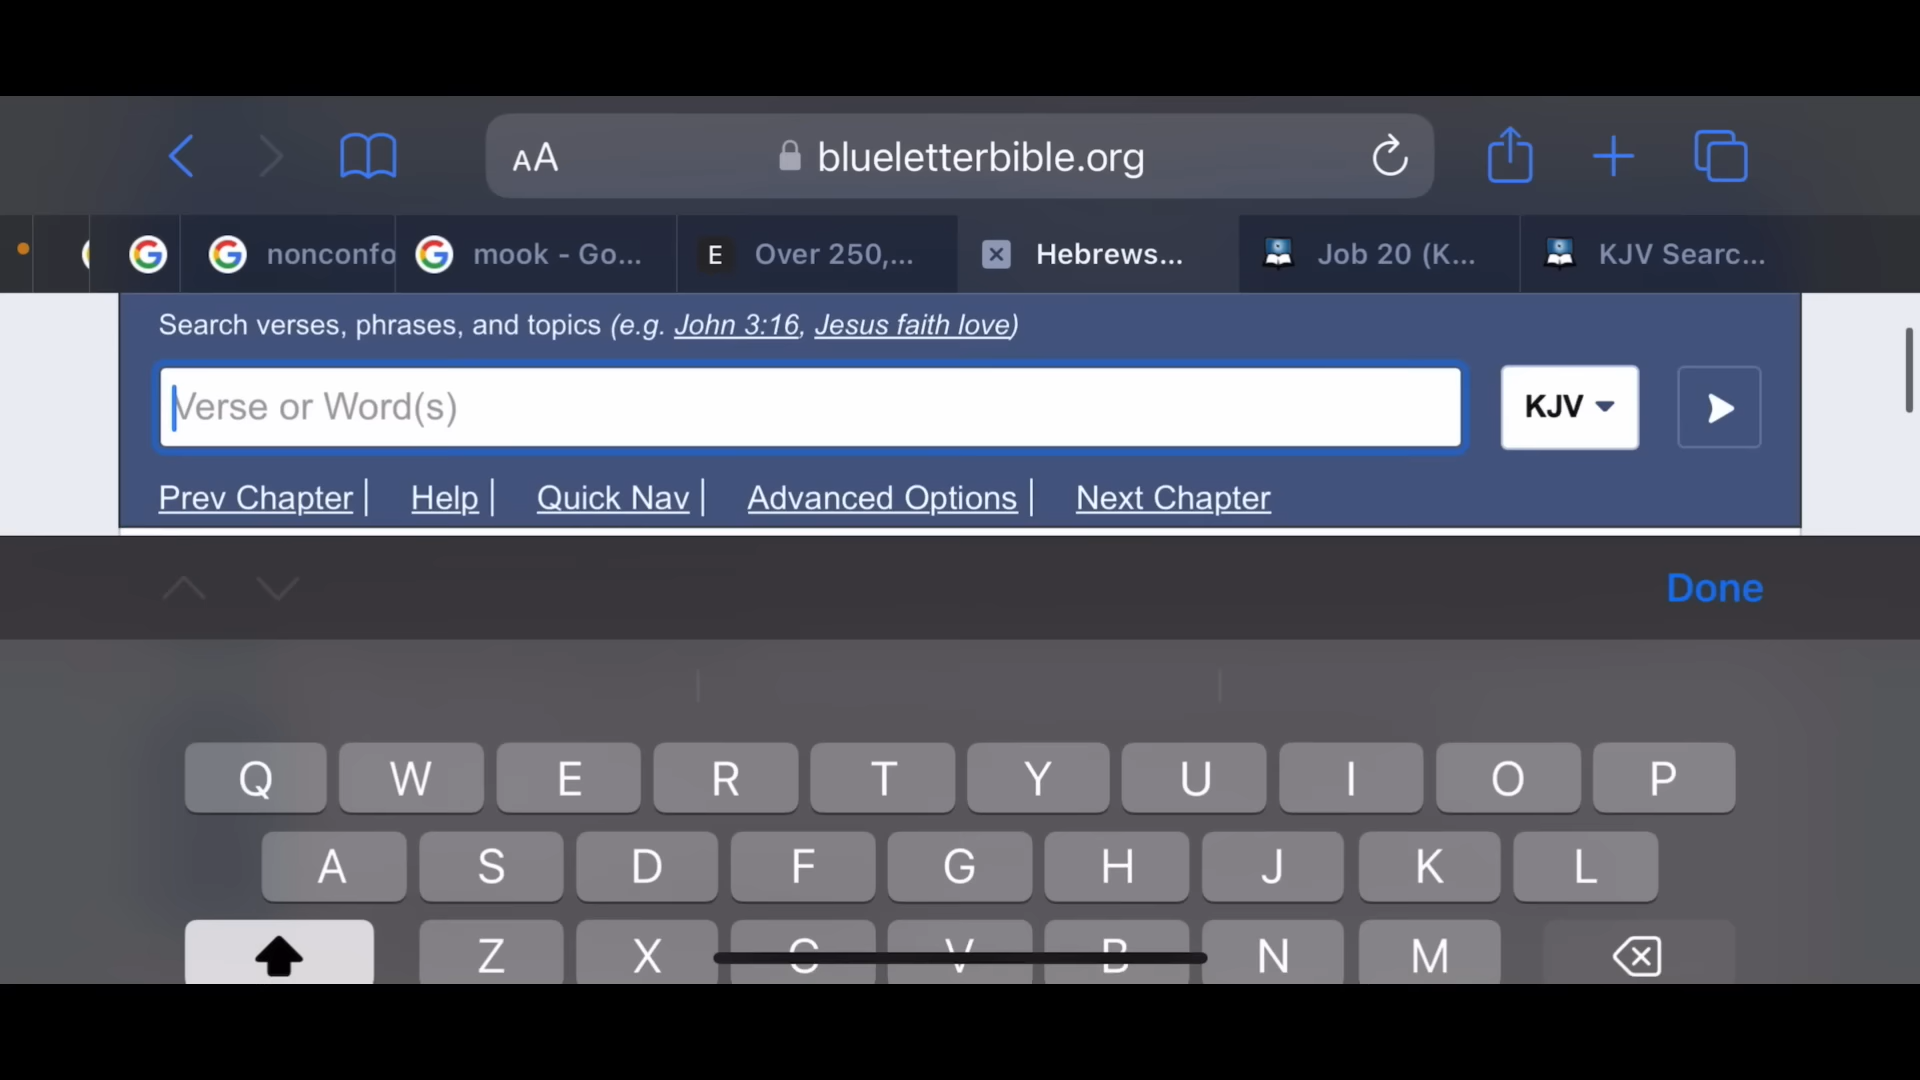 AA blueletterbible.org
nonconfo mook - Go... E Over 250,... Hebrews... Job 20 (K... KJV Searc...
Search verses, phrases, and topics (e.g. John 3:16, Jesus faith love)
Verse or Word(s) KJV
Prev Chapter | Help | Quick Nav | Advanced Options | Next Chapter
Done
Q W E R T Y U I O P
A S D F G H J K L
Z X C V B N M